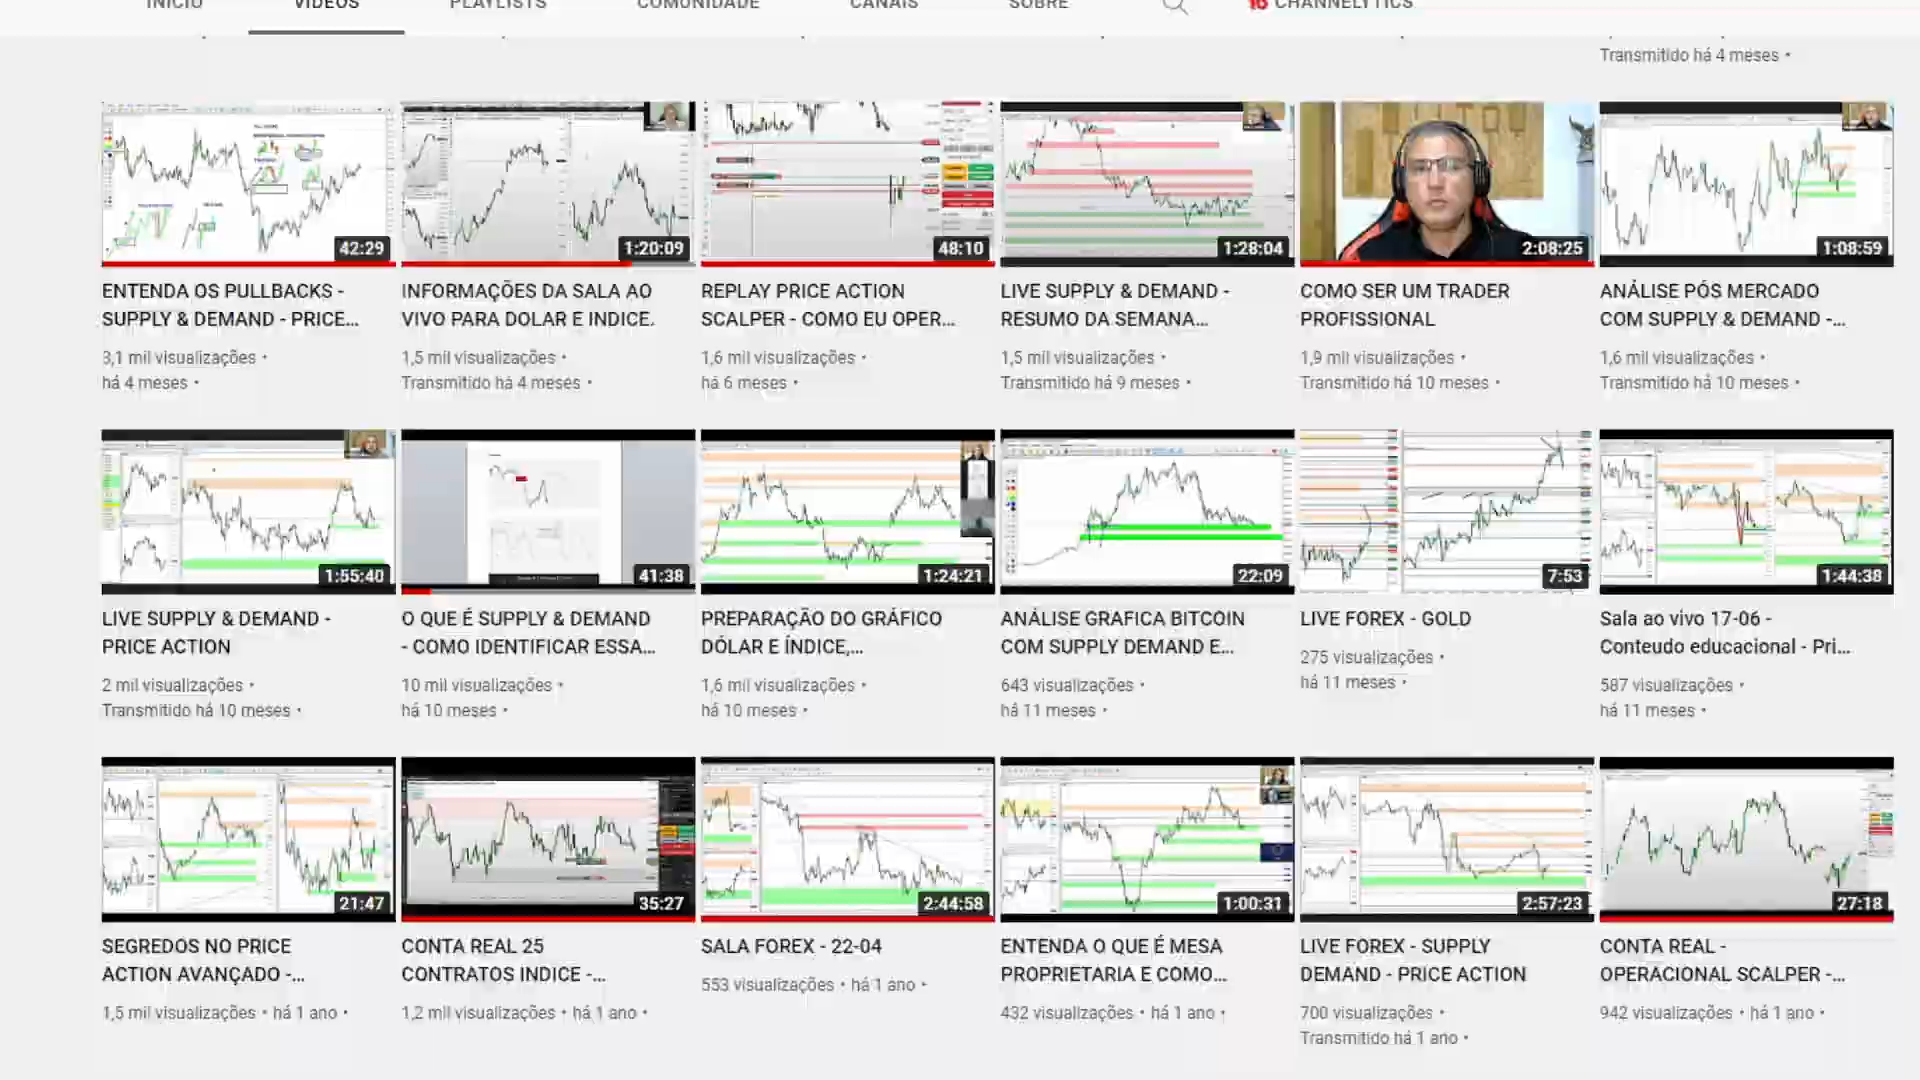 INÍCIO VÍDEOS PLAYLISTS COMUNIDADE CANAIS SOBRE CHANNELYTICS
Transmitido há 4 meses •
42:29 1:20:09 48:10 1:28:04 2:08:25 1:08:59
ENTENDA OS PULLBACKS -
SUPPLY & DEMAND - PRICE...
3,1 mil visualizações •
há 4 meses •
INFORMAÇÕES DA SALA AO
VIVO PARA DOLAR E INDICE.
1,5 mil visualizações •
Transmitido há 4 meses •
REPLAY PRICE ACTION
SCALPER - COMO EU OPER...
1,6 mil visualizações •
há 6 meses •
LIVE SUPPLY & DEMAND -
RESUMO DA SEMANA...
1,5 mil visualizações •
Transmitido há 9 meses •
COMO SER UM TRADER
PROFISSIONAL
1,9 mil visualizações •
Transmitido há 10 meses •
ANÁLISE PÓS MERCADO
COM SUPPLY & DEMAND -...
1,6 mil visualizações •
Transmitido há 10 meses •
1:55:40 41:38 1:24:21 22:09 7:53 1:44:38
LIVE SUPPLY & DEMAND -
PRICE ACTION
2 mil visualizações •
Transmitido há 10 meses •
O QUE É SUPPLY & DEMAND
- COMO IDENTIFICAR ESSA...
10 mil visualizações •
há 10 meses •
PREPARAÇÃO DO GRÁFICO
DÓLAR E ÍNDICE,...
1,6 mil visualizações •
há 10 meses •
ANÁLISE GRAFICA BITCOIN
COM SUPPLY DEMAND E...
643 visualizações •
há 11 meses •
LIVE FOREX - GOLD
275 visualizações •
há 11 meses •
Sala ao vivo 17-06 -
Conteudo educacional - Pri...
587 visualizações •
há 11 meses •
21:47 35:27 2:44:58 1:00:31 2:57:23 27:18
SEGREDOS NO PRICE
ACTION AVANÇADO -...
1,5 mil visualizações • há 1 ano •
CONTA REAL 25
CONTRATOS INDICE -...
1,2 mil visualizações • há 1 ano •
SALA FOREX - 22-04
553 visualizações • há 1 ano •
ENTENDA O QUE É MESA
PROPRIETARIA E COMO...
432 visualizações • há 1 ano •
LIVE FOREX - SUPPLY
DEMAND - PRICE ACTION
700 visualizações •
Transmitido há 1 ano •
CONTA REAL -
OPERACIONAL SCALPER -...
942 visualizações • há 1 ano •